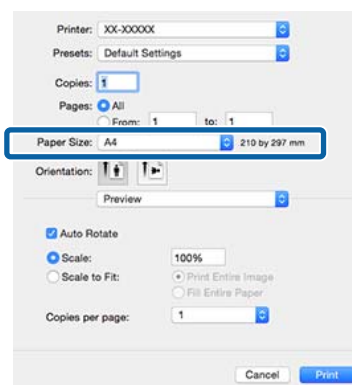 Printer: XX-XXXXX
Presets: Default Settings
Copies: 1
Pages: All
From: 1 to: 1
Paper Size: A4 210 by 297 mm
Orientation:
Preview
Auto Rotate
Scale: 100%
Scale to Fit: Print Entire Image
Fill Entire Paper
Copies per page: 1
Cancel Print